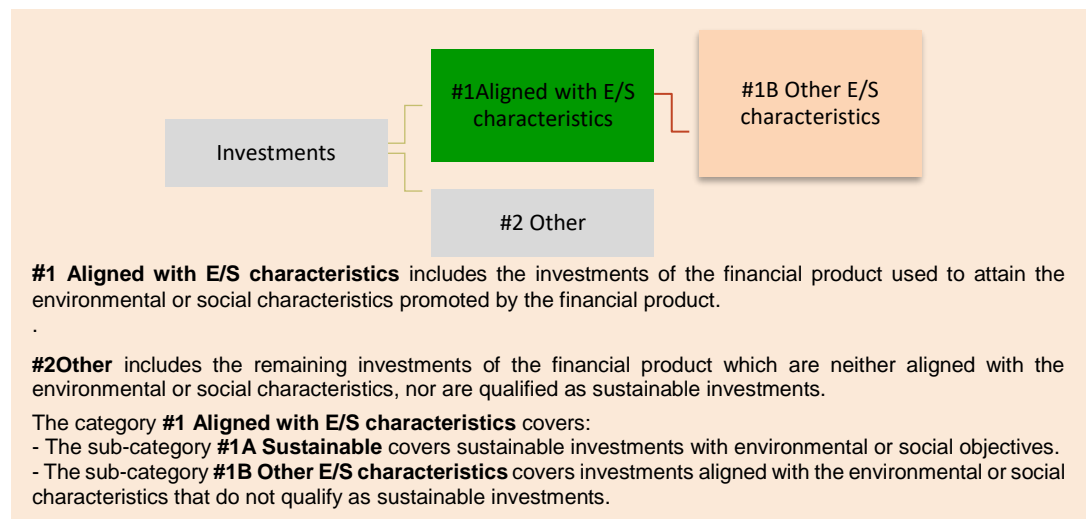 #1Aligned with E/S
characteristics
#1B Other E/S
characteristics
Investments
#2 Other
#1 Aligned with E/S characteristics includes the investments of the financial product used to attain the
environmental or social characteristics promoted by the financial product.
.
#2Other includes the remaining investments of the financial product which are neither aligned with the
environmental or social characteristics, nor are qualified as sustainable investments.
The category #1 Aligned with E/S characteristics covers:
- The sub-category #1A Sustainable covers sustainable investments with environmental or social objectives.
- The sub-category #1B Other E/S characteristics covers investments aligned with the environmental or social
characteristics that do not qualify as sustainable investments.